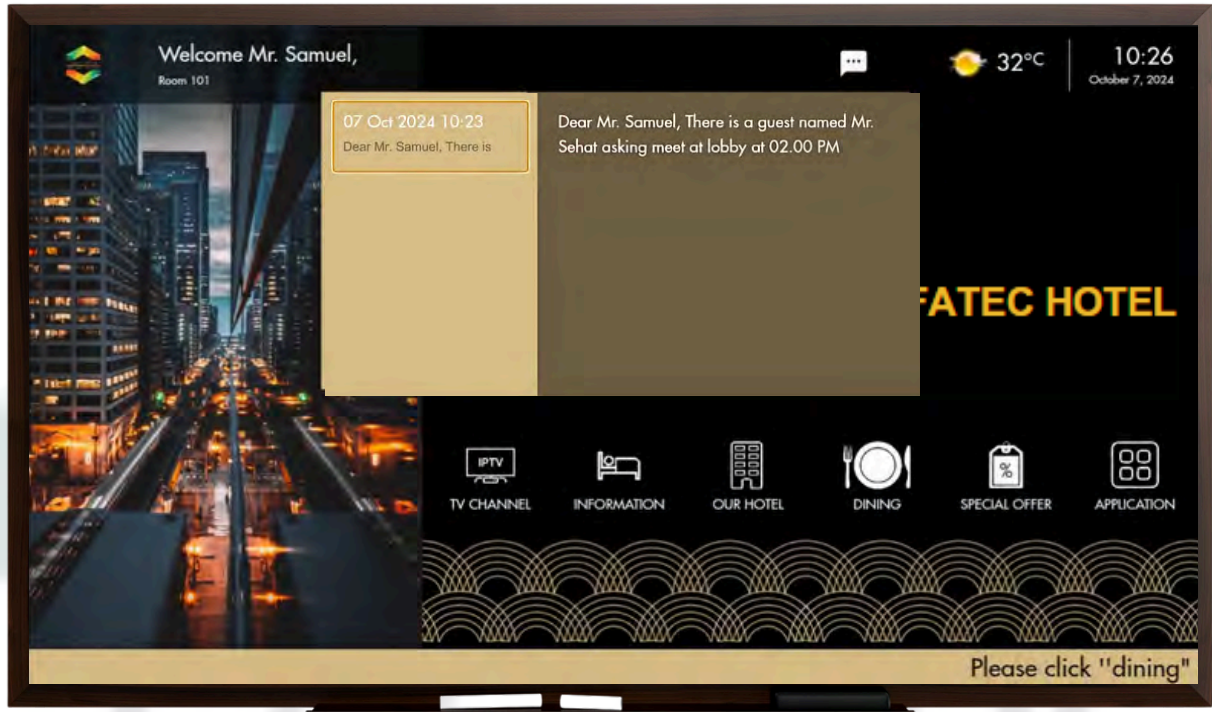 Welcome Mr. Samuel,
Room 101
32°C
10:26
October 7, 2024
07 Oct 2024 10:23
Dear Mr. Samuel, There is
Dear Mr. Samuel, There is a guest named Mr.
Sehat asking meet at lobby at 02.00 PM
FATEC HOTEL
IPTV
TV CHANNEL
INFORMATION
OUR HOTEL
DINING
%
SPECIAL OFFER
APPLICATION
Please click ''dining"